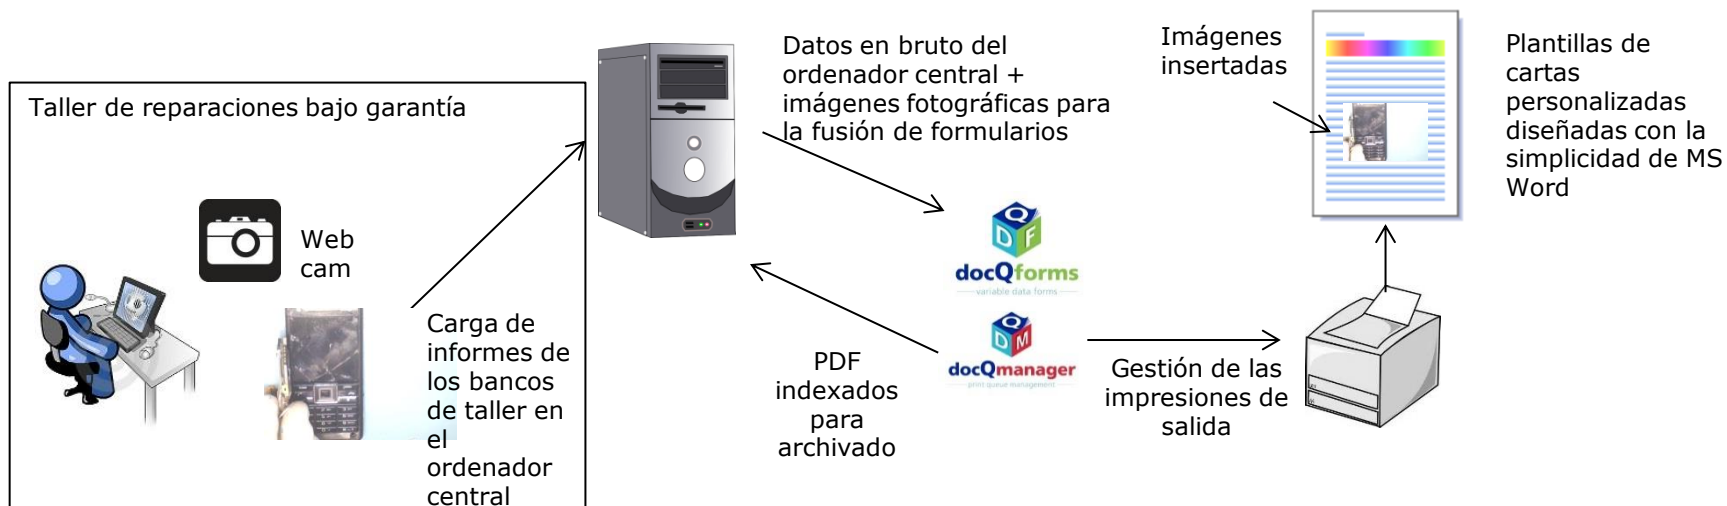 Taller de reparaciones bajo garantía
Web
cam
Carga de
informes de
los bancos
de taller en
el
ordenador
central
Datos en bruto del
ordenador central +
imágenes fotográficas para
la fusión de formularios
Q
D F
docQforms
variable data forms
Q
D M
docQmanager
print queue management
PDF
indexados
para
archivado
Gestión de las
impresiones de
salida
Imágenes
insertadas
Plantillas de
cartas
personalizadas
diseñadas con la
simplicidad de MS
Word